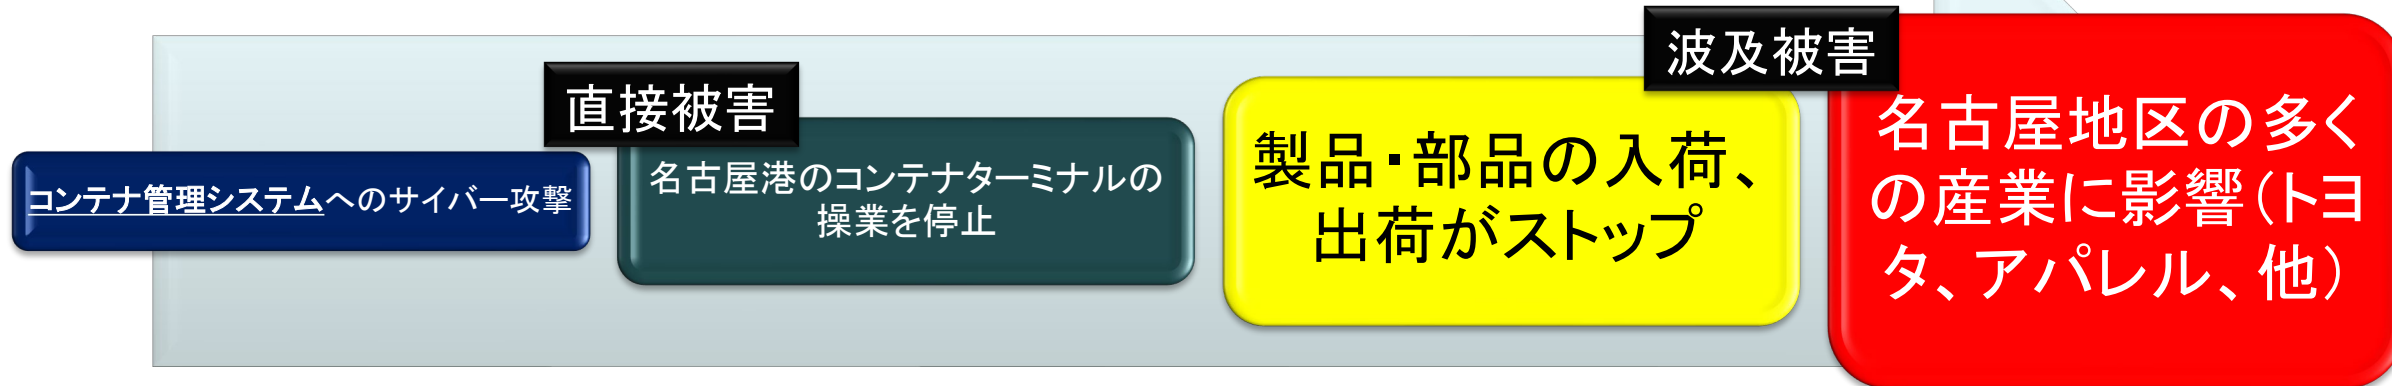 コンテナ管理システムへのサイバー攻撃
直接被害
名古屋港のコンテナターミナルの
操業を停止
製品・部品の入荷、
出荷がストップ
波及被害
名古屋地区の多く
の産業に影響(トヨ
タ、アパレル、他)